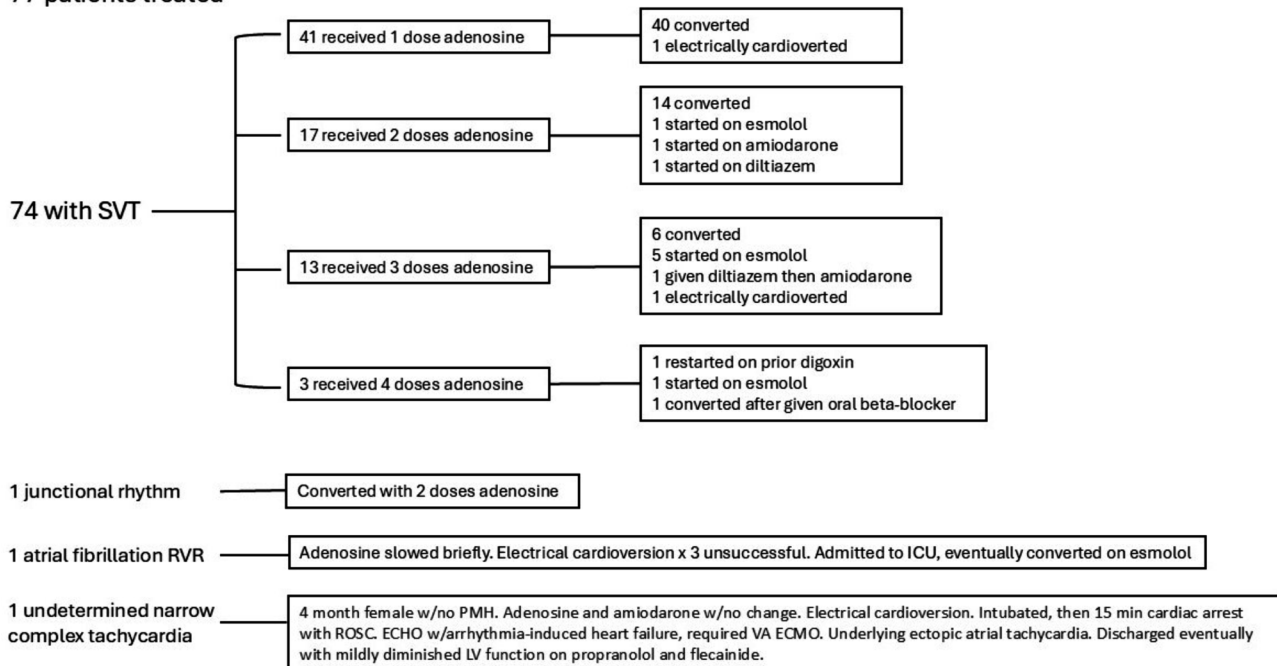 77 patients treated
41 received 1 dose adenosine
40 converted
1 electrically cardioverted
17 received 2 doses adenosine
14 converted
1 started on esmolol
1 started on amiodarone
1 started on diltiazem
74 with SVT
13 received 3 doses adenosine
6 converted
5 started on esmolol
1 given diltiazem then amiodarone
1 electrically cardioverted
3 received 4 doses adenosine
1 restarted on prior digoxin
1 started on esmolol
1 converted after given oral beta-blocker
1 junctional rhythm
Converted with 2 doses adenosine
1 atrial fibrillation RVR
Adenosine slowed briefly. Electrical cardioversion x 3 unsuccessful. Admitted to ICU, eventually converted on esmolol
1 undetermined narrow
complex tachycardia
4 month female w/no PMH. Adenosine and amiodarone w/no change. Electrical cardioversion. Intubated, then 15 min cardiac arrest
with ROSC. ECHO w/arrhythmia-induced heart failure, required VA ECMO. Underlying ectopic atrial tachycardia. Discharged eventually
with mildly diminished LV function on propranolol and flecainide.